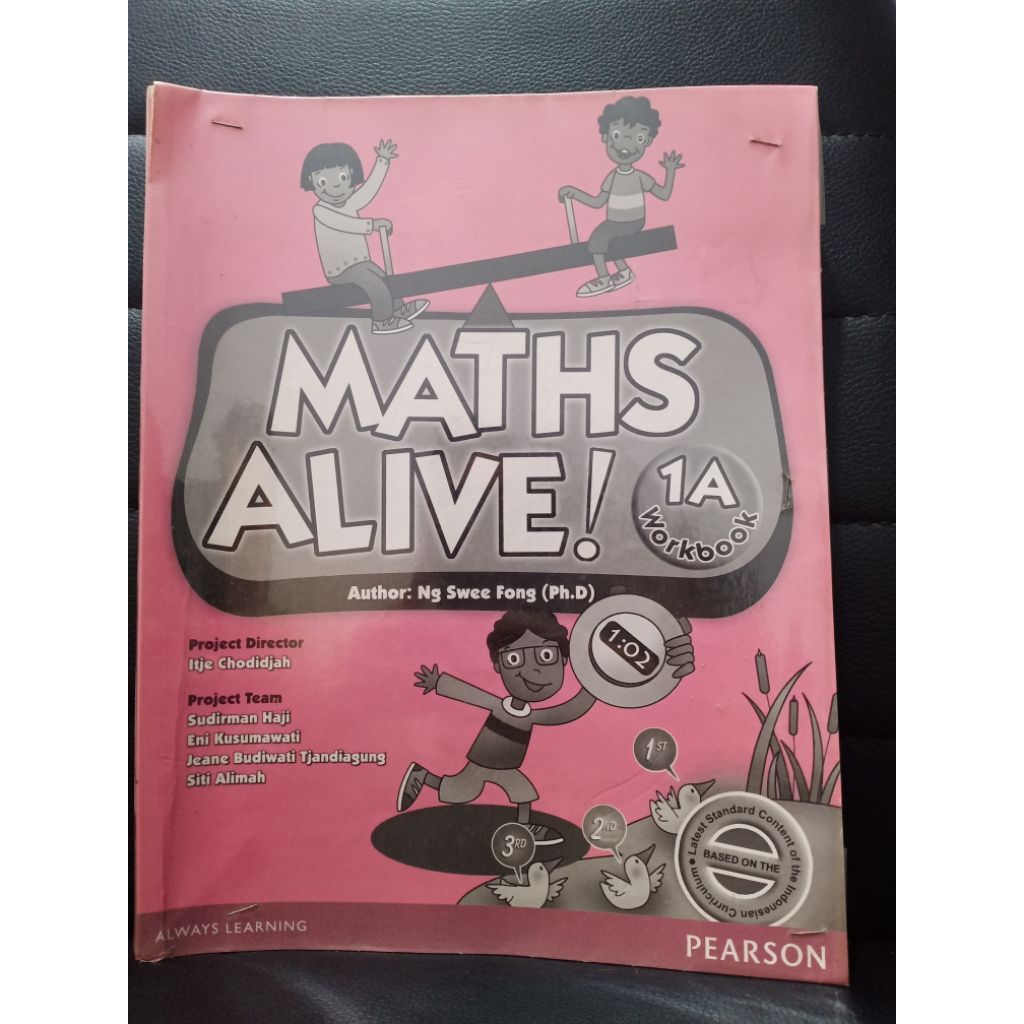 MATHS
ALIVE!
1A
Workbook
Author: Ng Swee Fong (Ph.D)
Project Director
Itje Chodidjah
Project Team
Sudirman Haji
Eni Kusumawati
Jeane Budiwati Tjandiagung
Siti Alimah
1:02
1ST
2ND
3RD
Latest Standard Content of the Indonesian Curriculum •
BASED ON THE
ALWAYS LEARNING
PEARSON